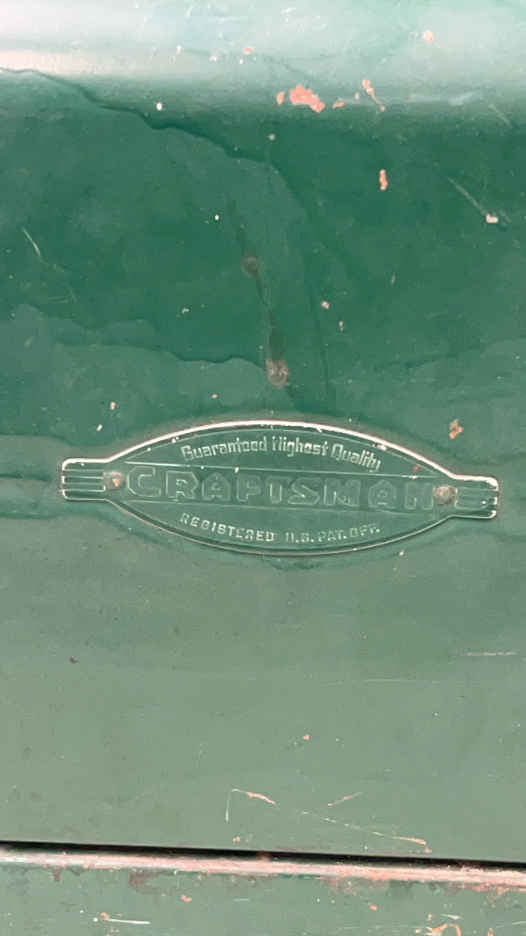 Guaranteed Highest Quality
CRAFTSMAN
REGISTERED U.S. PAT. OFF.